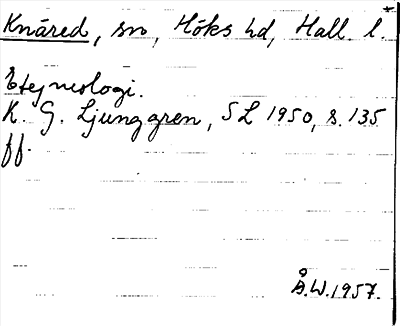 Knäred, sn, Höks hd, Hall. l.
Etymologi.
K. G. Ljunggren, SL 1950, s. 135
ff.
Å.W. 1957.